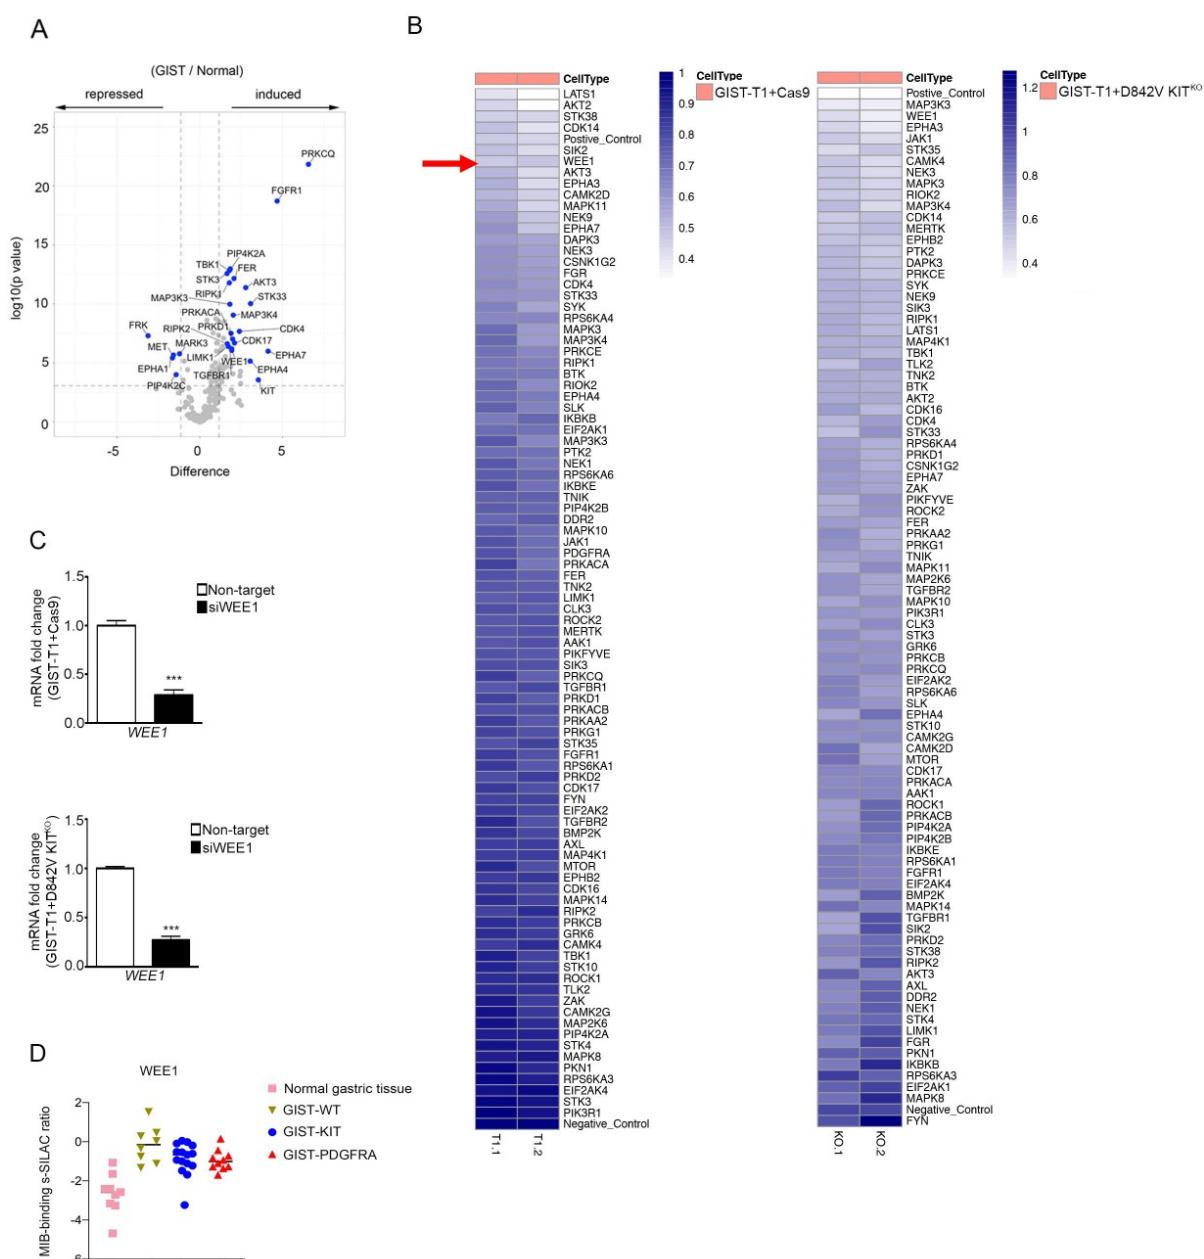 A
(GIST / Normal)
repressed
induced
25
20
15
10
5
0
-5
0
5
log10(p value)
Difference
PRKCQ
FGFR1
PIP4K2A
TBK1
FER
STK3
AKT3
RIPK1
STK33
MAP3K3
PRKACA
MAP3K4
FRK
RIPK2
PRKD1
CDK4
MET
MARK3
CDK17
LIMK1
WEE1
EPHA7
EPHA1
TGFBR1
EPHA4
PIP4K2C
KIT
B
CellType
LATS1
AKT2
STK38
CDK14
Postive_Control
SIK2
WEE1
AKT3
EPHA3
CAMK2D
MAPK11
NEK9
EPHA7
DAPK3
NEK3
CSNK1G2
FGR
CDK4
STK33
SYK
RPS6KA4
MAPK3
MAP3K4
PRKCE
RIPK1
BTK
RIOK2
EPHA4
SLK
IKBKB
EIF2AK1
MAP3K3
PTK2
NEK1
RPS6KA6
IKBKE
TNIK
PIP4K2B
DDR2
MAPK10
JAK1
PDGFRA
PRKACA
FER
TNK2
LIMK1
CLK3
ROCK2
MERTK
AAK1
PIKFYVE
SIK3
PRKCQ
TGFBR1
PRKD1
PRKACB
PRKAA2
PRKG1
STK35
FGFR1
RPS6KA1
PRKD2
CDK17
FYN
EIF2AK2
TGFBR2
BMP2K
AXL
MAP4K1
MTOR
EPHB2
CDK16
MAPK14
RIPK2
PRKCB
GRK6
CAMK4
TBK1
STK10
ROCK1
TLK2
ZAK
CAMK2G
MAP2K6
PIP4K2A
STK4
MAPK8
PKN1
RPS6KA3
EIF2AK4
STK3
PIK3R1
Negative_Control
T1.1
T1.2
1
0.9
0.8
0.7
0.6
0.5
0.4
CellType
GIST-T1+Cas9
CellType
Postive_Control
MAP3K3
WEE1
EPHA3
JAK1
STK35
CAMK4
NEK3
MAPK3
RIOK2
MAP3K4
CDK14
MERTK
EPHB2
PTK2
DAPK3
PRKCE
SYK
NEK9
SIK3
RIPK1
LATS1
MAP4K1
TBK1
TLK2
TNK2
BTK
AKT2
CDK16
CDK4
STK33
RPS6KA4
PRKD1
CSNK1G2
EPHA7
ZAK
PIKFYVE
ROCK2
FER
PRKAA2
PRKG1
TNIK
MAPK11
MAP2K6
TGFBR2
MAPK10
PIK3R1
CLK3
STK3
GRK6
PRKCB
PRKCQ
EIF2AK2
RPS6KA6
SLK
EPHA4
STK10
CAMK2G
CAMK2D
MTOR
CDK17
PRKACA
AAK1
ROCK1
PRKACB
PIP4K2A
PIP4K2B
IKBKE
RPS6KA1
FGFR1
EIF2AK4
BMP2K
MAPK14
TGFBR1
SIK2
PRKD2
STK38
RIPK2
AKT3
AXL
DDR2
NEK1
STK4
LIMK1
FGR
PKN1
IKBKB
RPS6KA3
EIF2AK1
MAPK8
Negative_Control
FYN
KO.1
KO.2
1.2
1
0.8
0.6
0.4
CellType
GIST-T1+D842V KITKO
C
1.5
1.0
0.5
0.0
mRNA fold change
(GIST-T1+Cas9)
Non-target
siWEE1
***
WEE1
1.5
1.0
0.5
0.0
mRNA fold change
(GIST-T1+D842V KITKO)
Non-target
siWEE1
***
WEE1
D
WEE1
2
0
-2
-4
MIB-binding s-SILAC ratio
Normal gastric tissue
GIST-WT
GIST-KIT
GIST-PDGFRA